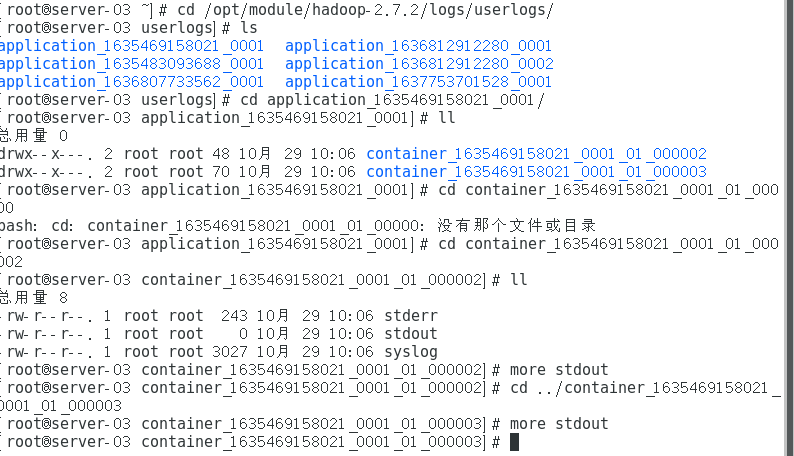 [root@server-03 ~]# cd /opt/module/hadoop-2.7.2/logs/userlogs/
[root@server-03 userlogs]# ls
application_1635469158021_0001  application_1636812912280_0001
application_1635483093688_0001  application_1636812912280_0002
application_1636807733562_0001  application_1637753701528_0001
[root@server-03 userlogs]# cd application_1635469158021_0001/
[root@server-03 application_1635469158021_0001]# ll
总用量 0
drwx--x---. 2 root root 48 10月 29 10:06 container_1635469158021_0001_01_000002
drwx--x---. 2 root root 70 10月 29 10:06 container_1635469158021_0001_01_000003
[root@server-03 application_1635469158021_0001]# cd container_1635469158021_0001_01_000
00
bash: cd: container_1635469158021_0001_01_00000: 没有那个文件或目录
[root@server-03 application_1635469158021_0001]# cd container_1635469158021_0001_01_000
002
[root@server-03 container_1635469158021_0001_01_000002]# ll
总用量 8
-rw-r--r--. 1 root root  243 10月 29 10:06 stderr
-rw-r--r--. 1 root root    0 10月 29 10:06 stdout
-rw-r--r--. 1 root root 3027 10月 29 10:06 syslog
[root@server-03 container_1635469158021_0001_01_000002]# more stdout
[root@server-03 container_1635469158021_0001_01_000002]# cd ../container_1635469158021_
0001_01_000003
[root@server-03 container_1635469158021_0001_01_000003]# more stdout
[root@server-03 container_1635469158021_0001_01_000003]#